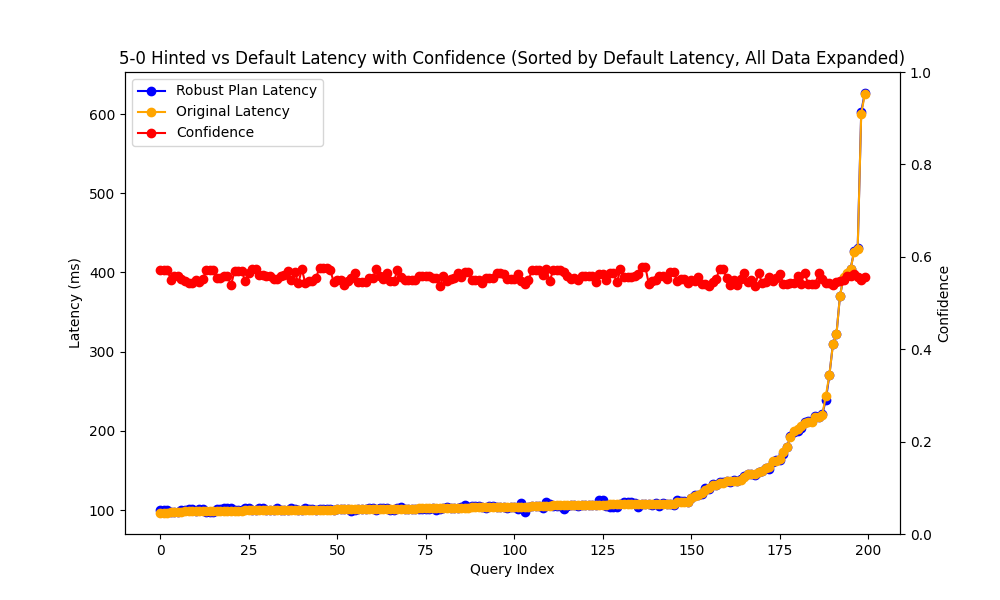 5-0 Hinted vs Default Latency with Confidence (Sorted by Default Latency, All Data Expanded)
Robust Plan Latency
Original Latency
Confidence
Latency (ms)
600
500
400
300
200
100
1.0
0.8
0.6
0.4
0.2
0.0
Confidence
0 25 50 75 100 125 150 175 200
Query Index